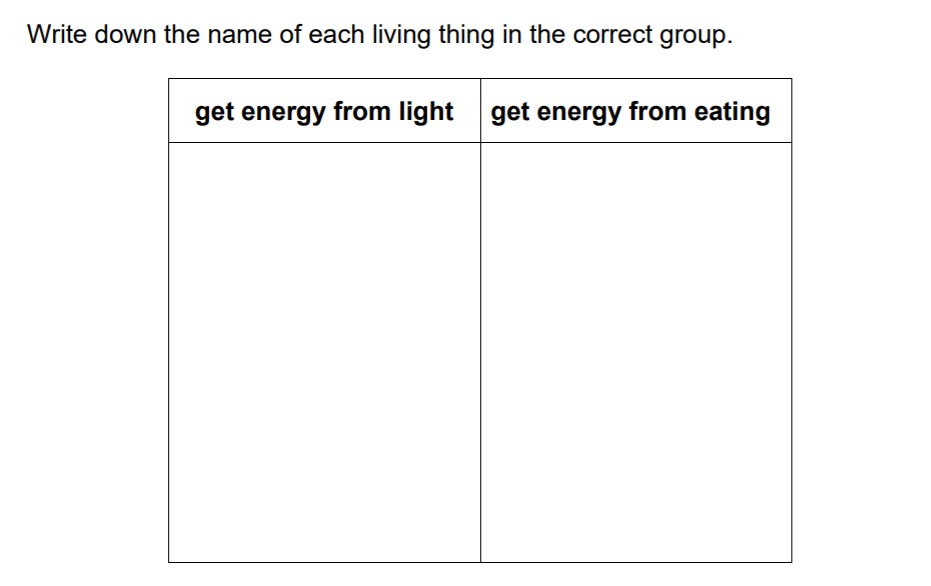 Write down the name of each living thing in the correct group.
get energy from light get energy from eating